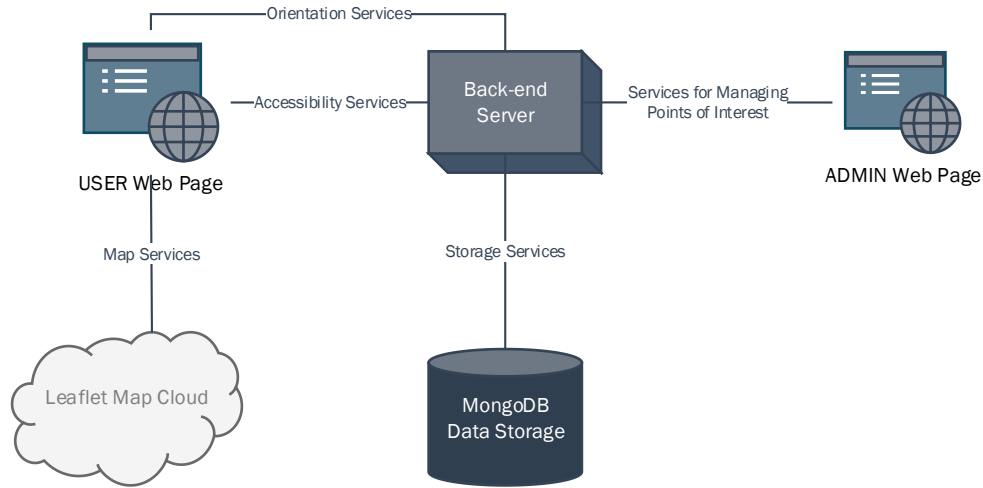 Orientation Services
Back-end
Server
Accessibility Services
Services for Managing
Points of Interest
USER Web Page
ADMIN Web Page
Map Services
Storage Services
Leaflet Map Cloud
MongoDB
Data Storage